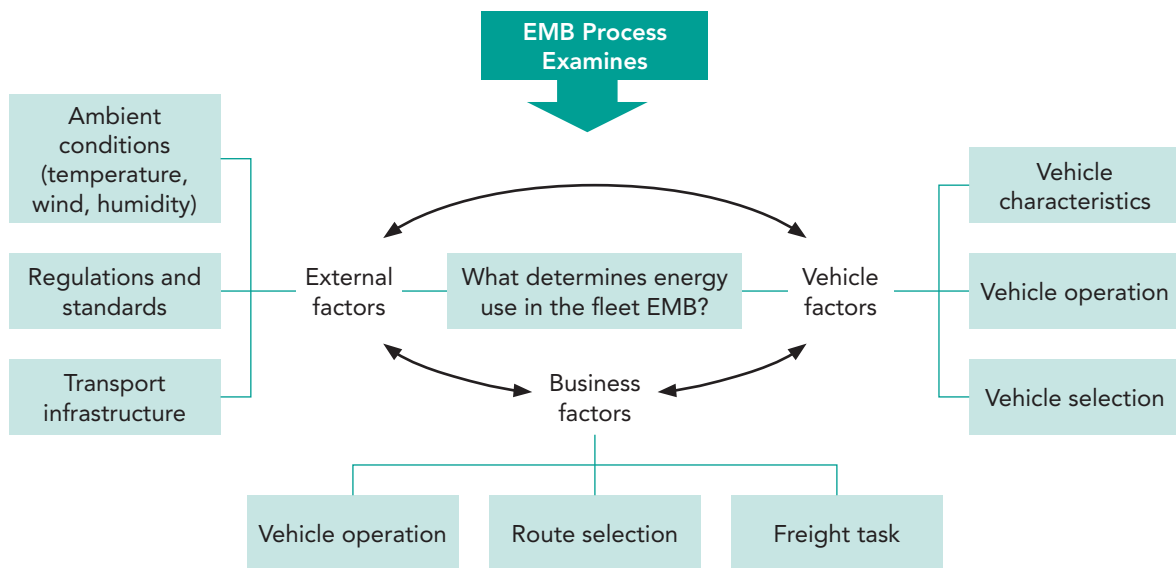 EMB Process
Examines
Ambient
conditions
(temperature,
wind, humidity)
Regulations and
standards
Transport
infrastructure
External
factors
What determines energy
use in the fleet EMB?
Vehicle
factors
Business
factors
Vehicle
characteristics
Vehicle operation
Vehicle selection
Vehicle operation
Route selection
Freight task